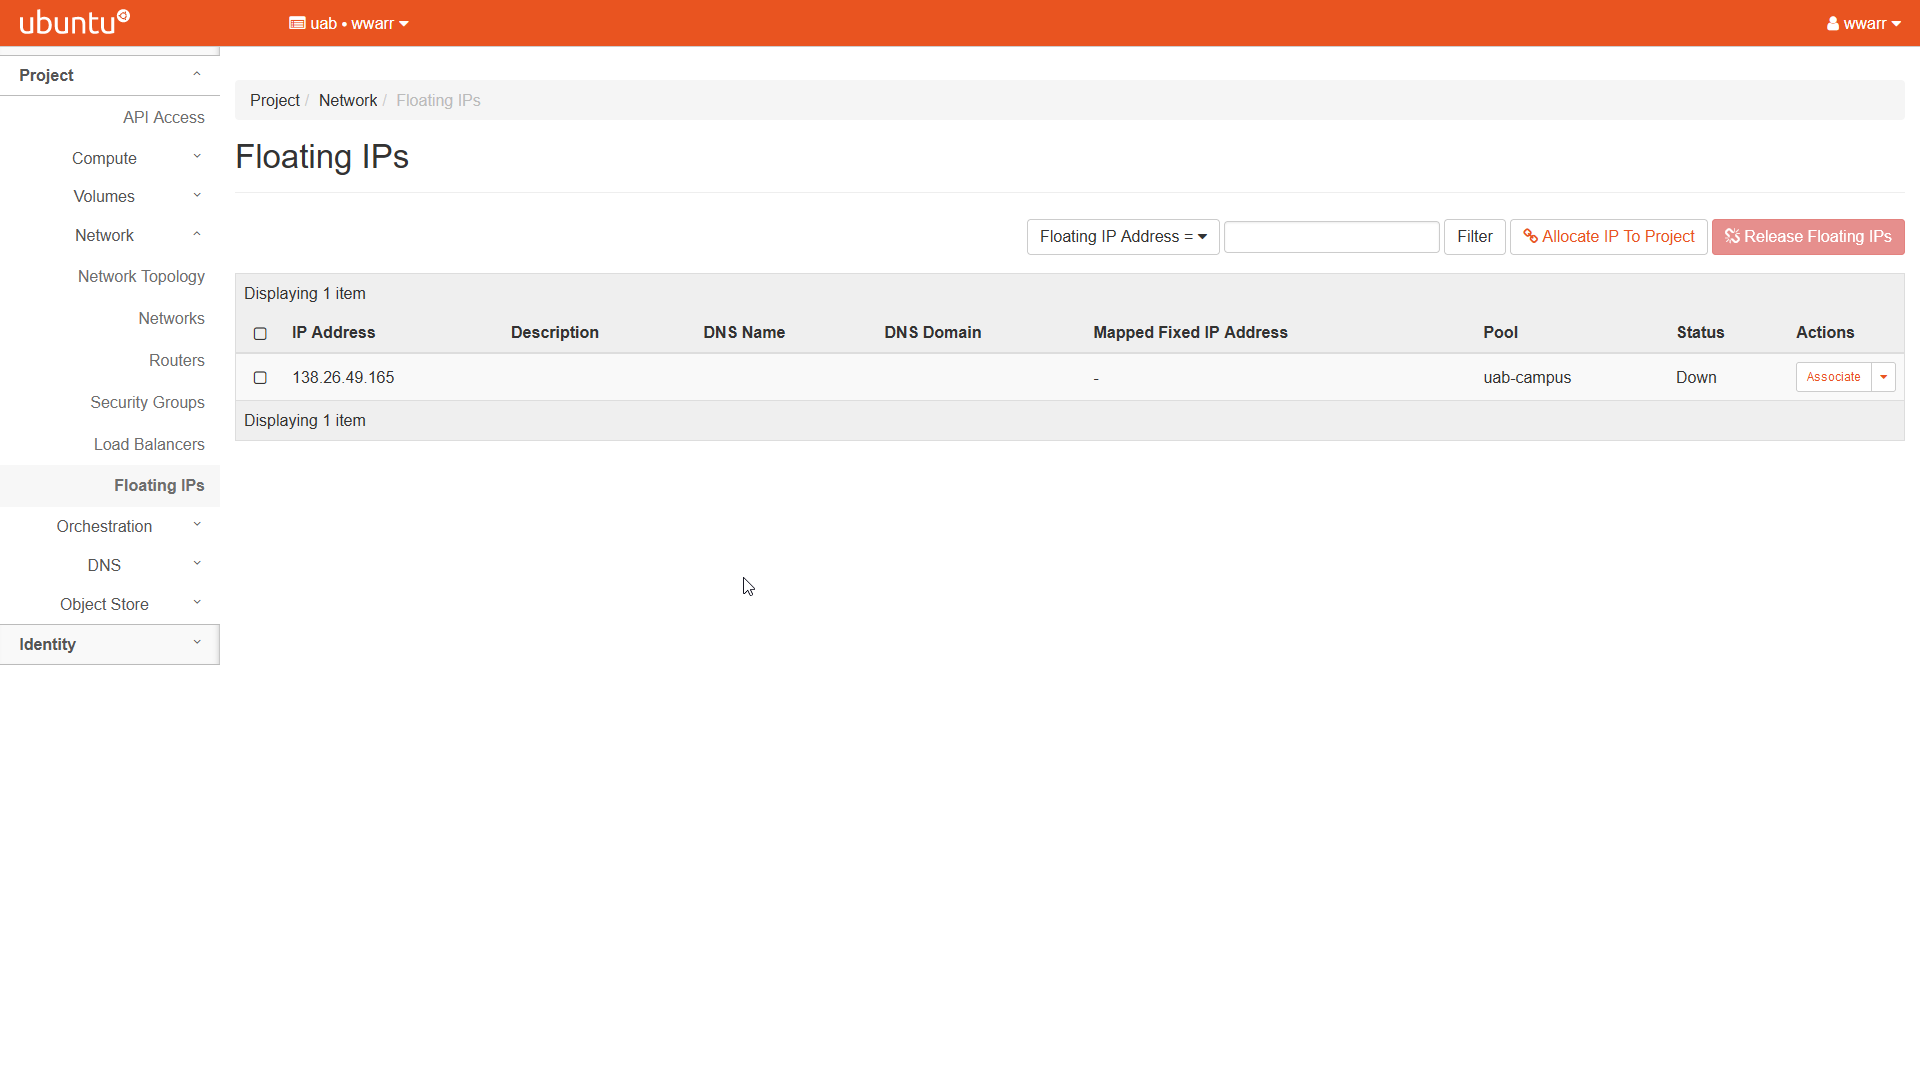 ubuntu
uab • wwarr
wwarr
Project
API Access
Compute
Volumes
Network
Network Topology
Networks
Routers
Security Groups
Load Balancers
Floating IPs
Orchestration
DNS
Object Store
Identity
Project / Network / Floating IPs
Floating IPs
Floating IP Address = Filter Allocate IP To Project Release Floating IPs
Displaying 1 item
IP Address Description DNS Name DNS Domain Mapped Fixed IP Address Pool Status Actions
138.26.49.165 - uab-campus Down Associate
Displaying 1 item